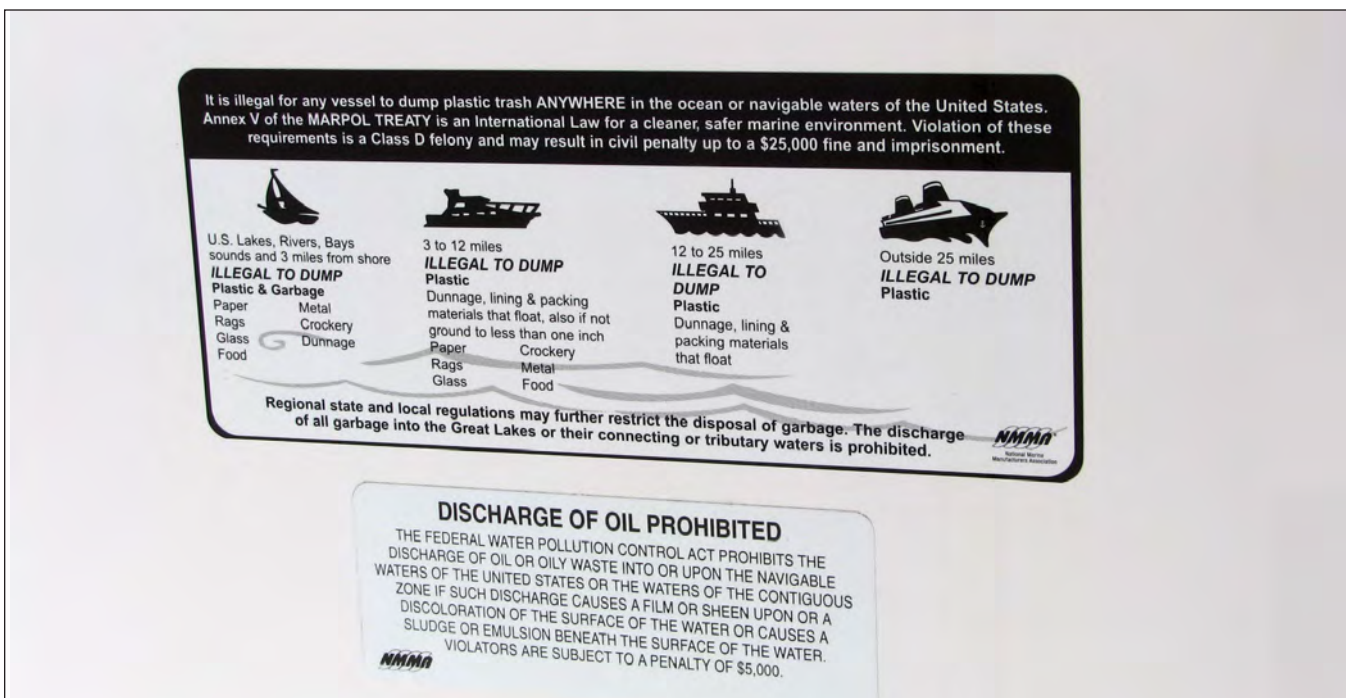 It is illegal for any vessel to dump plastic trash ANYWHERE in the ocean or navigable waters of the United States.
Annex V of the MARPOL TREATY is an International Law for a cleaner, safer marine environment. Violation of these
requirements is a Class D felony and may result in civil penalty up to a $25,000 fine and imprisonment.
U.S. Lakes, Rivers, Bays
sounds and 3 miles from shore
ILLEGAL TO DUMP
Plastic & Garbage
Paper Metal
Rags Crockery
Glass Dunnage
Food
3 to 12 miles
ILLEGAL TO DUMP
Plastic
Dunnage, lining & packing
materials that float, also if not
ground to less than one inch
Paper Crockery
Rags Metal
Glass Food
12 to 25 miles
ILLEGAL TO
DUMP
Plastic
Dunnage, lining &
packing materials
that float
Outside 25 miles
ILLEGAL TO DUMP
Plastic
Regional state and local regulations may further restrict the disposal of garbage. The discharge
of all garbage into the Great Lakes or their connecting or tributary waters is prohibited.
NMMA
National Marine
Manufacturers Association
DISCHARGE OF OIL PROHIBITED
THE FEDERAL WATER POLLUTION CONTROL ACT PROHIBITS THE
DISCHARGE OF OIL OR OILY WASTE INTO OR UPON THE NAVIGABLE
WATERS OF THE UNITED STATES OR THE WATERS OF THE CONTIGUOUS
ZONE IF SUCH DISCHARGE CAUSES A FILM OR SHEEN UPON OR A
DISCOLORATION OF THE SURFACE OF THE WATER OR CAUSES A
SLUDGE OR EMULSION BENEATH THE SURFACE OF THE WATER.
VIOLATORS ARE SUBJECT TO A PENALTY OF $5,000.
NMMA